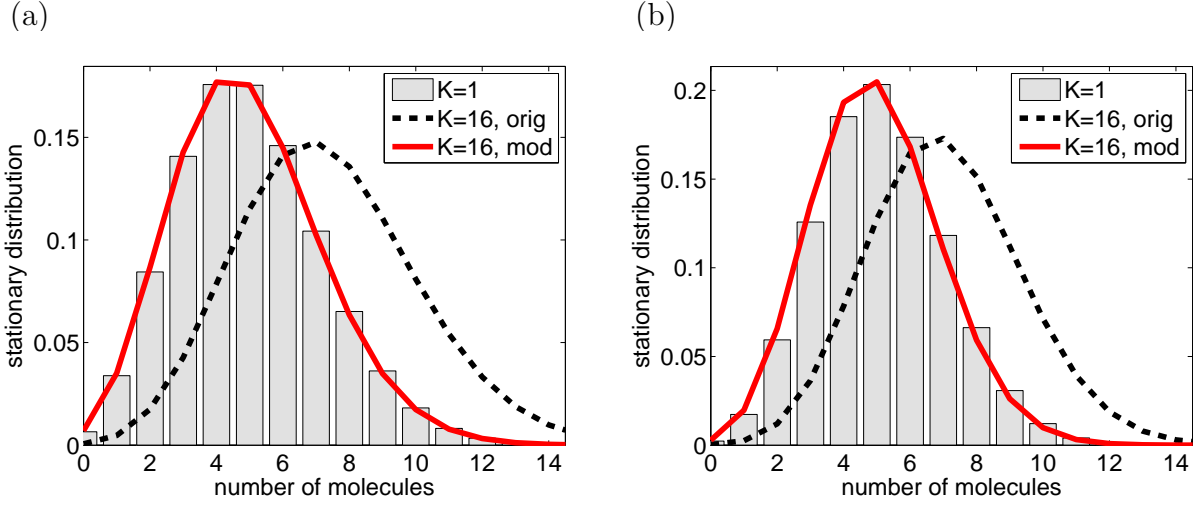 (a)
K=1
K=16, orig
K=16, mod
stationary distribution
0.15
0.1
0.05
0
0 2 4 6 8 10 12 14
number of molecules
(b)
K=1
K=16, orig
K=16, mod
stationary distribution
0.2
0.15
0.1
0.05
0
0 2 4 6 8 10 12 14
number of molecules